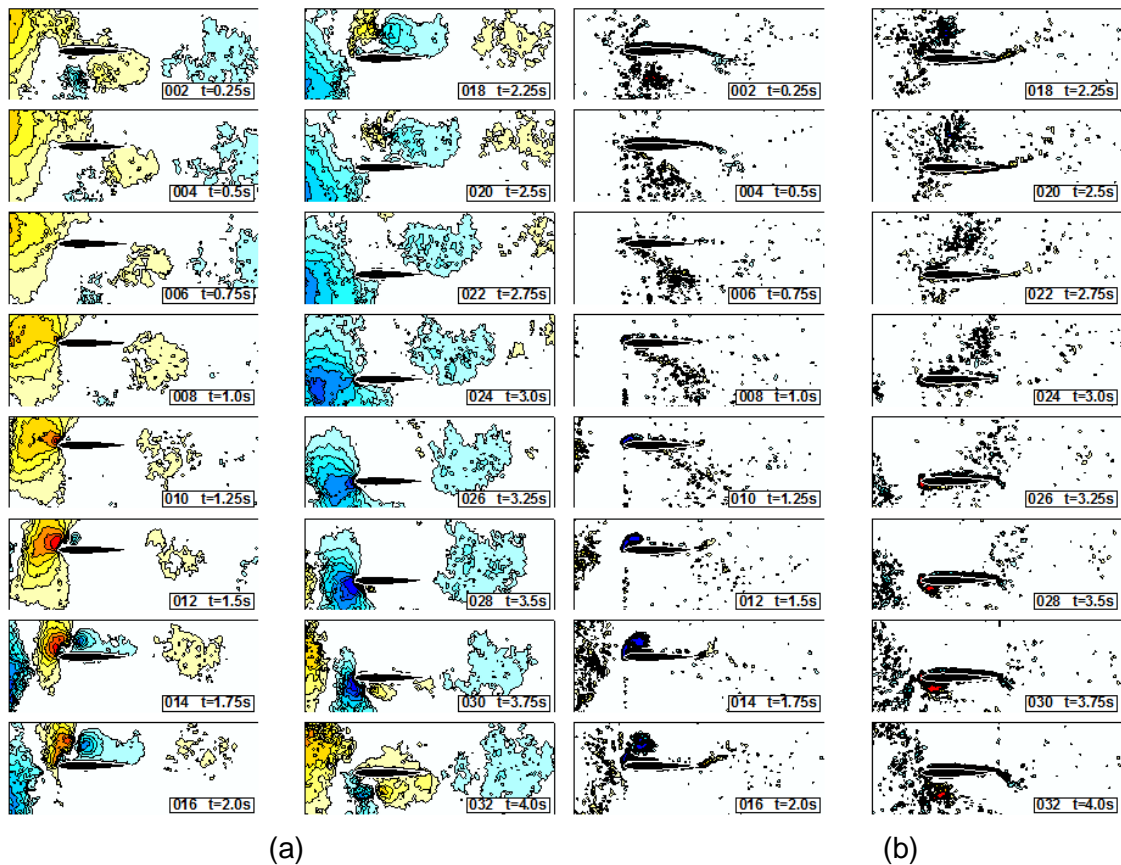 002 t=0.25s
018 t=2.25s
002 t=0.25s
018 t=2.25s
004 t=0.5s
020 t=2.5s
004 t=0.5s
020 t=2.5s
006 t=0.75s
022 t=2.75s
006 t=0.75s
022 t=2.75s
008 t=1.0s
024 t=3.0s
008 t=1.0s
024 t=3.0s
010 t=1.25s
026 t=3.25s
010 t=1.25s
026 t=3.25s
012 t=1.5s
028 t=3.5s
012 t=1.5s
028 t=3.5s
014 t=1.75s
030 t=3.75s
014 t=1.75s
030 t=3.75s
016 t=2.0s
032 t=4.0s
016 t=2.0s
032 t=4.0s
(a)
(b)